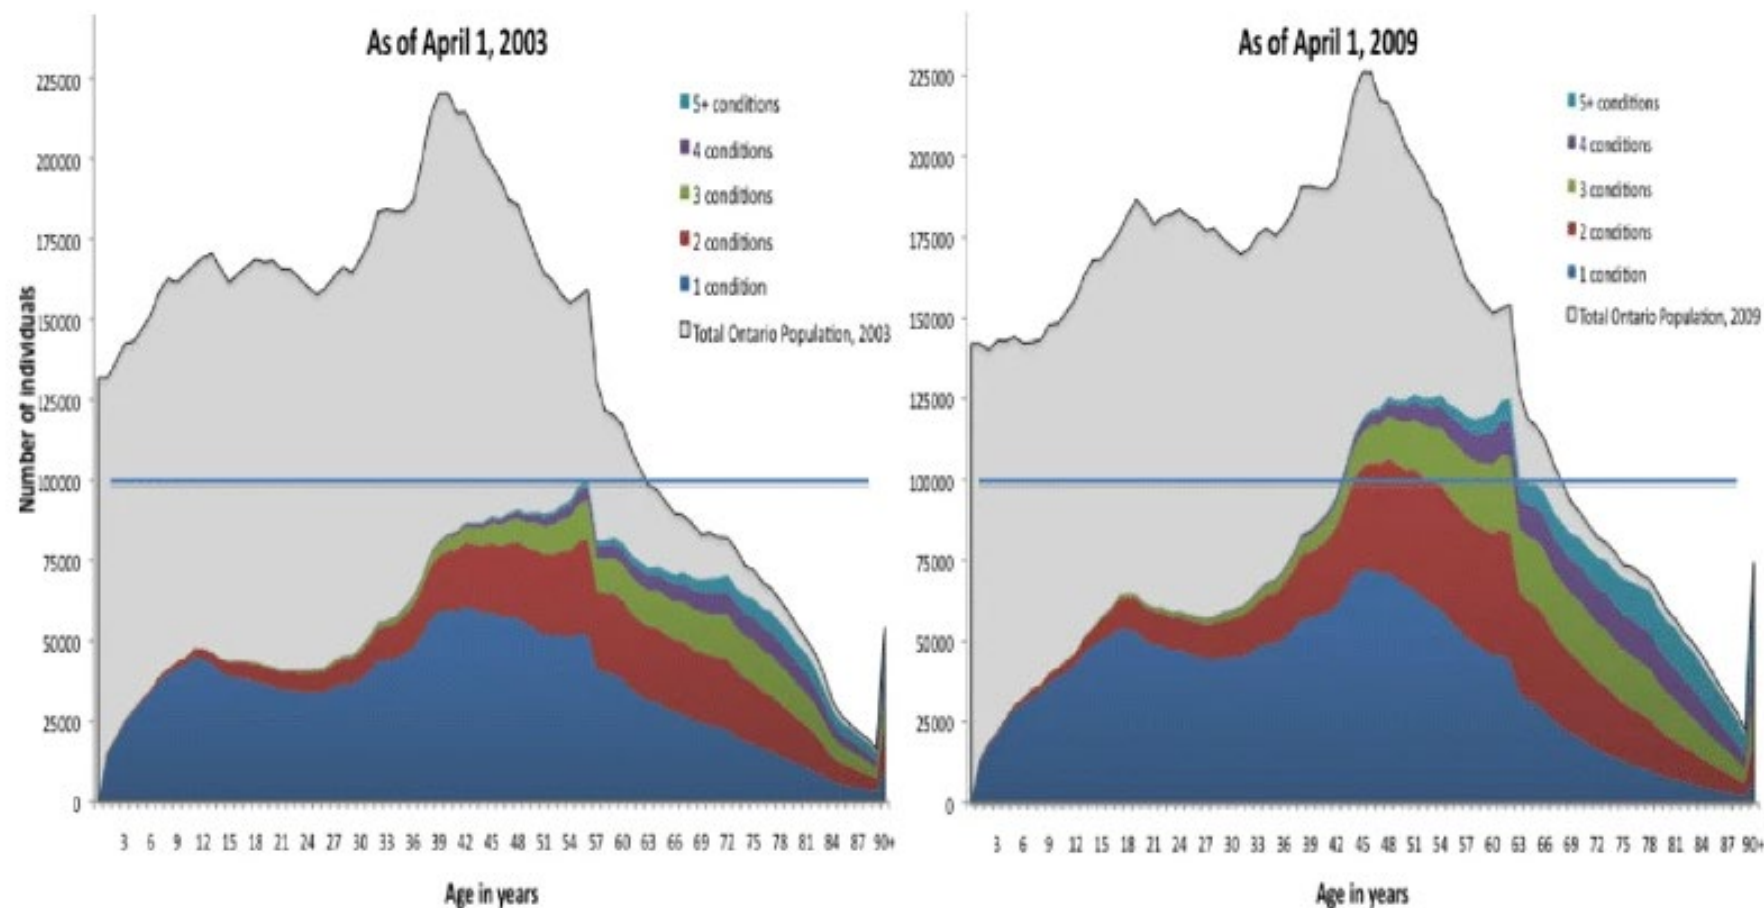 As of April 1, 2003
225000
200000
175000
150000
125000
100000
75000
50000
25000
0
Number of individuals
5+ conditions
4 conditions
3 conditions
2 conditions
1 condition
Total Ontario Population, 2003
3 6 9 12 15 18 21 24 27 30 33 36 39 42 45 48 51 54 57 60 63 66 69 72 75 78 81 84 87 90+
Age in years
As of April 1, 2009
225000
200000
175000
150000
125000
100000
75000
50000
25000
0
5+ conditions
4 conditions
3 conditions
2 conditions
1 condition
Total Ontario Population, 2009
3 6 9 12 15 18 21 24 27 30 33 36 39 42 45 48 51 54 57 60 63 66 69 72 75 78 81 84 87 90+
Age in years